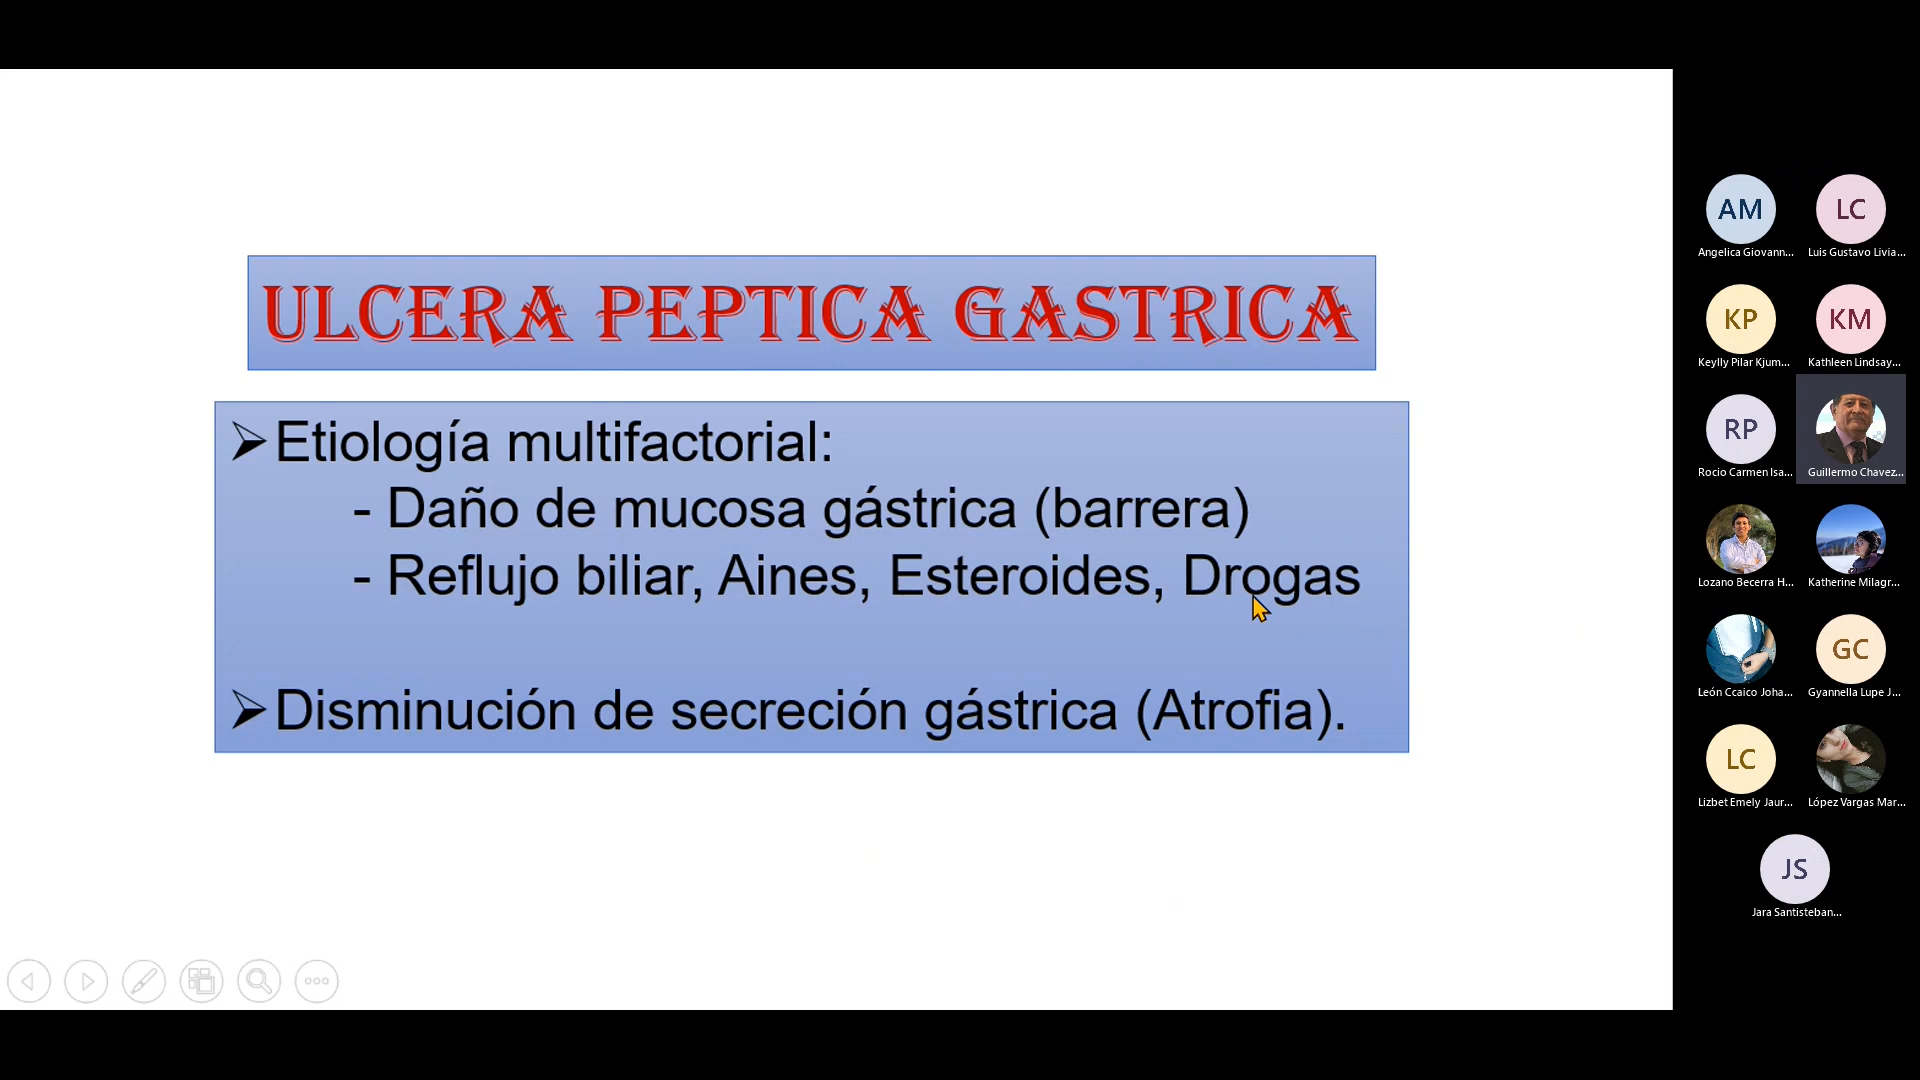 ULCERA PEPTICA GASTRICA
➢Etiología multifactorial:
- Daño de mucosa gástrica (barrera)
- Reflujo biliar, Aines, Esteroides, Drogas
➢Disminución de secreción gástrica (Atrofia).
AM
Angelica Giovann...
LC
Luis Gustavo Livia...
KP
Keylly Pilar Kjum...
KM
Kathleen Lindsay...
RP
Rocio Carmen Isa...
Guillermo Chavez...
Lozano Becerra H...
Katherine Milagr...
León Ccaico Joha...
GC
Gyannella Lupe J...
LC
Lizbet Emely Jaur...
López Vargas Mar...
JS
Jara Santisteban...